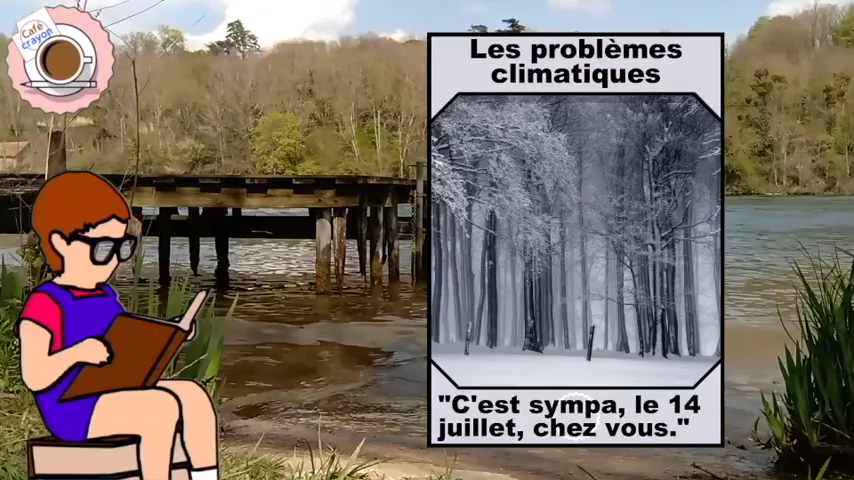 Café
crayon
Les problèmes
climatiques
"C'est sympa, le 14
juillet, chez vous."